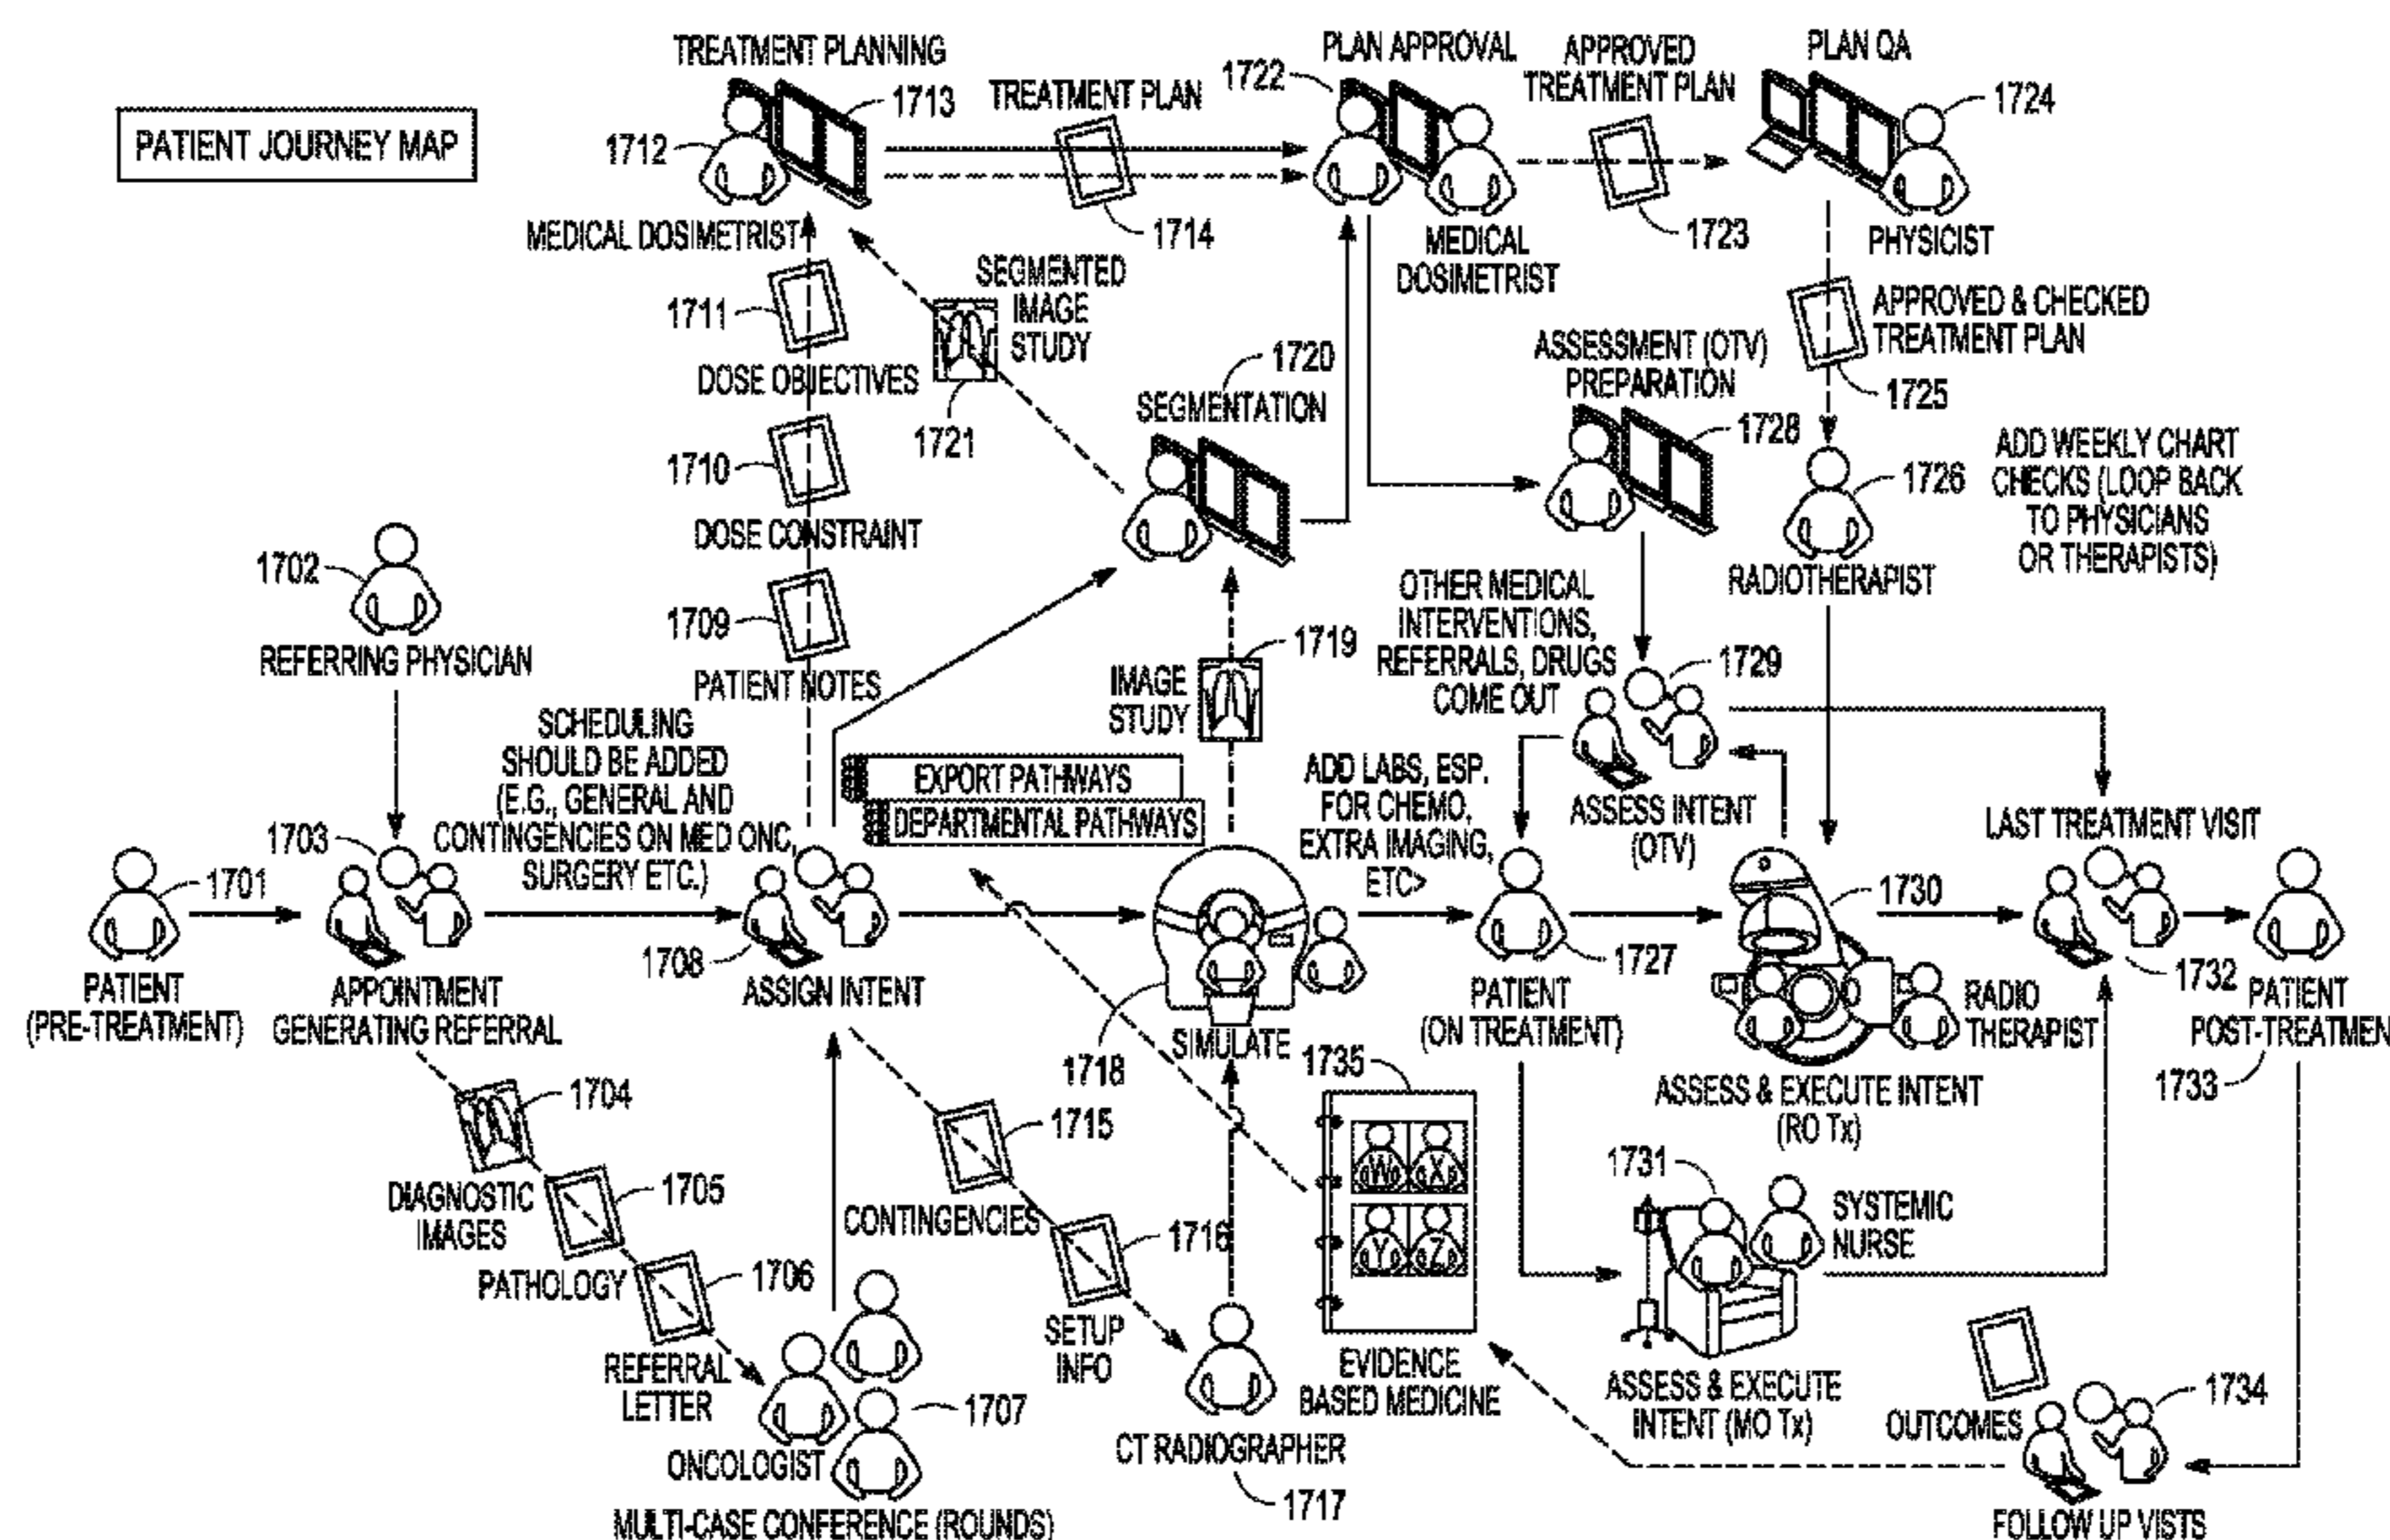 PATIENT JOURNEY MAP
TREATMENT PLANNING
1712
1713
MEDICAL DOSIMETRIST
TREATMENT PLAN
1714
PLAN APPROVAL
1722
MEDICAL
DOSIMETRIST
APPROVED
TREATMENT PLAN
1723
PLAN QA
1724
PHYSICIST
1711
DOSE OBJECTIVES
1710
DOSE CONSTRAINT
1709
PATIENT NOTES
SEGMENTED
IMAGE
STUDY
1721
1720
SEGMENTATION
ASSESSMENT (OTV)
PREPARATION
1728
APPROVED & CHECKED
TREATMENT PLAN
1725
1726
RADIOTHERAPIST
ADD WEEKLY CHART
CHECKS (LOOP BACK
TO PHYSICIANS
OR THERAPISTS)
1702
REFERRING PHYSICIAN
SCHEDULING
SHOULD BE ADDED
(E.G., GENERAL AND
CONTINGENCIES ON MED ONC,
SURGERY ETC.)
EXPORT PATHWAYS
DEPARTMENTAL PATHWAYS
IMAGE
STUDY
1719
OTHER MEDICAL
INTERVENTIONS,
REFERRALS, DRUGS
COME OUT
1729
ASSESS INTENT
(OTV)
ADD LABS, ESP.
FOR CHEMO,
EXTRA IMAGING,
ETC>
LAST TREATMENT VISIT
1701
PATIENT
(PRE-TREATMENT)
1703
APPOINTMENT
GENERATING REFERRAL
1708
ASSIGN INTENT
1718
SIMULATE
1727
PATIENT
(ON TREATMENT)
1730
RADIO
THERAPIST
ASSESS & EXECUTE INTENT
(RO Tx)
1732
PATIENT
POST-TREATMEN
1733
1704
DIAGNOSTIC
IMAGES
1705
PATHOLOGY
1706
REFERRAL
LETTER
1707
ONCOLOGIST
MULTI-CASE CONFERENCE (ROUNDS)
1715
CONTINGENCIES
1716
SETUP
INFO
CT RADIOGRAPHER
1717
1735
W X
Y Z
EVIDENCE
BASED MEDICINE
1731
SYSTEMIC
NURSE
ASSESS & EXECUTE
INTENT (MO Tx)
OUTCOMES
1734
FOLLOW UP VISTS